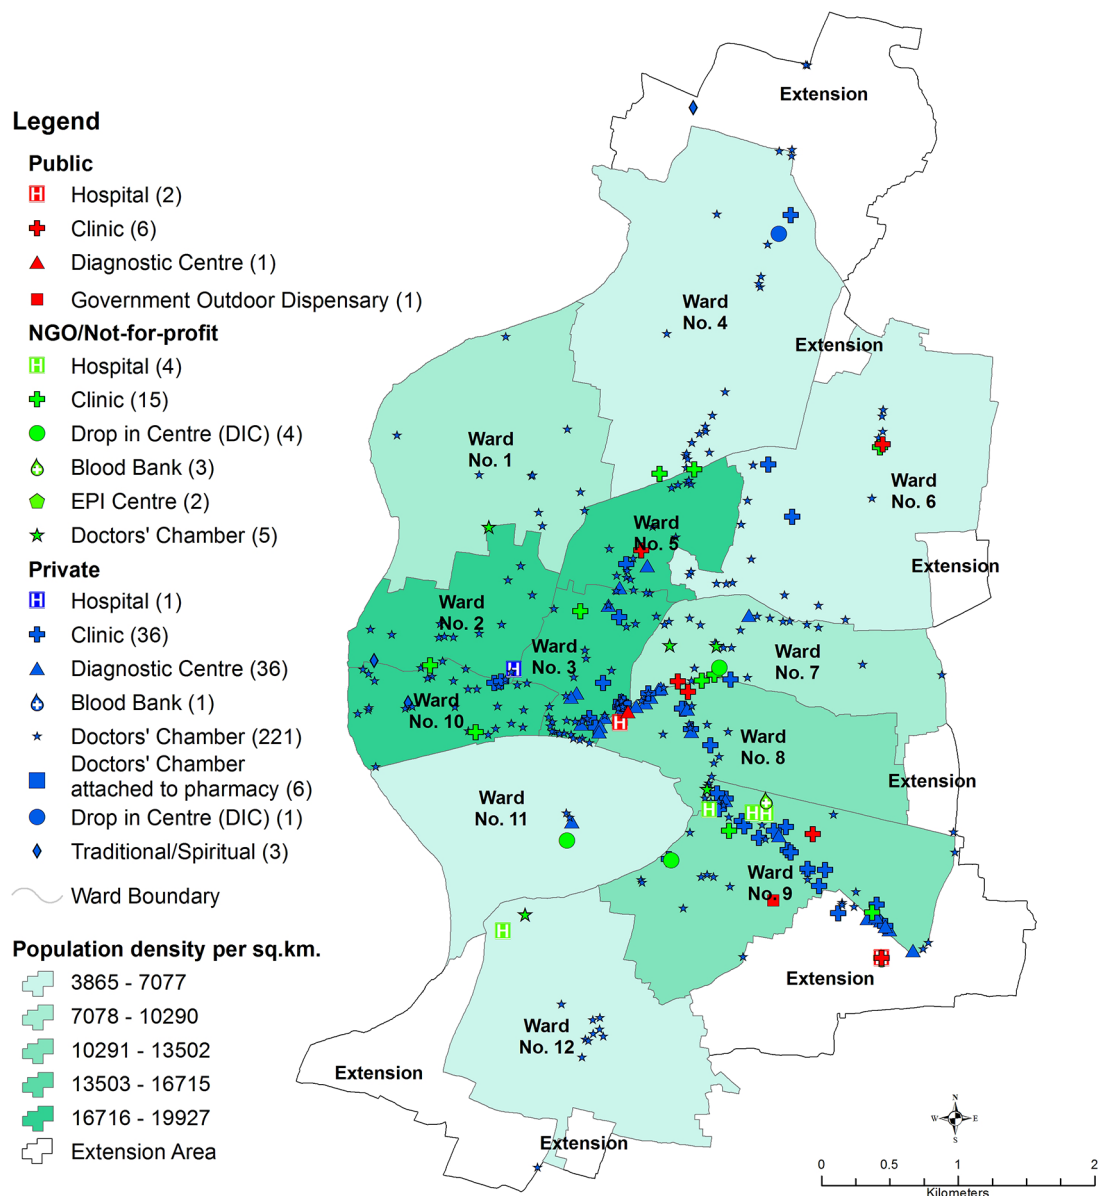 Legend
Public
Hospital (2)
Clinic (6)
Diagnostic Centre (1)
Government Outdoor Dispensary (1)
NGO/Not-for-profit
Hospital (4)
Clinic (15)
Drop in Centre (DIC) (4)
Blood Bank (3)
EPI Centre (2)
Doctors' Chamber (5)
Private
Hospital (1)
Clinic (36)
Diagnostic Centre (36)
Blood Bank (1)
Doctors' Chamber (221)
Doctors' Chamber
attached to pharmacy (6)
Drop in Centre (DIC) (1)
Traditional/Spiritual (3)
Ward Boundary
Population density per sq.km.
3865 - 7077
7078 - 10290
10291 - 13502
13503 - 16715
16716 - 19927
Extension Area
Extension
Ward
No. 4
Extension
Ward
No. 1
Ward
No. 6
Ward
No. 5
Extension
Ward
No. 2
Ward
No. 3
Ward
No. 7
Ward
No. 10
Ward
No. 8
Extension
Ward
No. 11
Ward
No. 9
Extension
Ward
No. 12
Extension
Extension
N
W
E
S
0
0.5
1
2
Kilometers